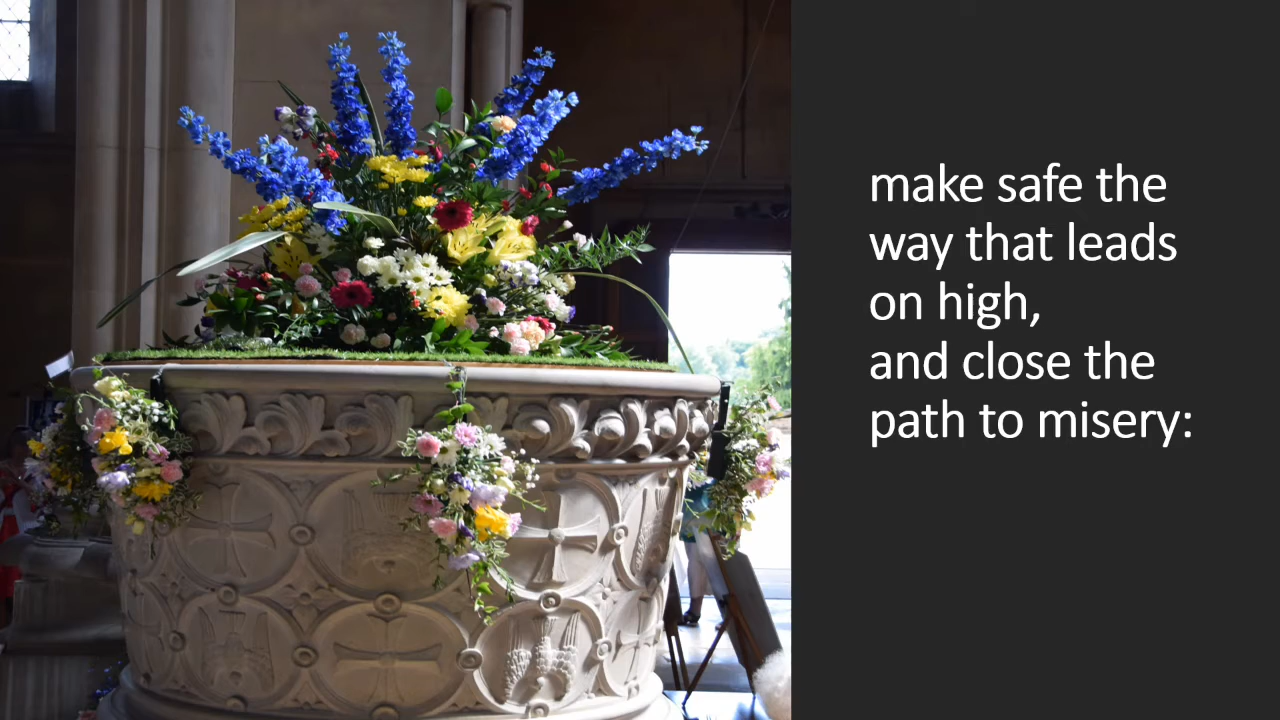 make safe the
way that leads
on high,
and close the
path to misery: